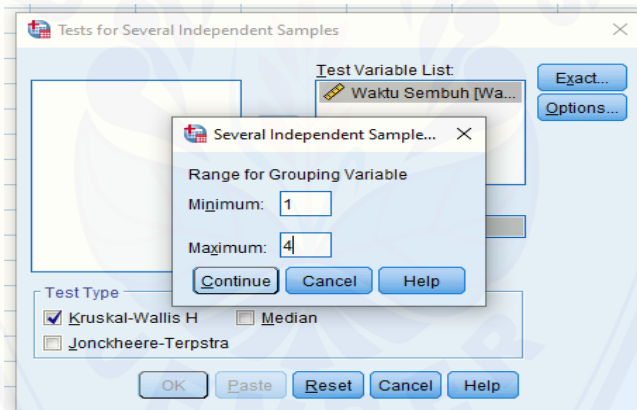 Tests for Several Independent Samples
Test Variable List:
Waktu Sembuh [Wa...
Exact...
Options...
Several Independent Sample...
Range for Grouping Variable
Minimum: 1
Maximum: 4
Continue Cancel Help
Test Type
Kruskal-Wallis H Median
Jonckheere-Terpstra
OK Paste Reset Cancel Help